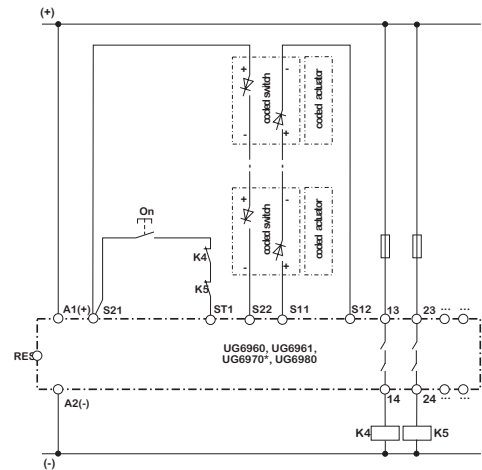 (+)
+
-
coded switch
coded actuator
-
+
+
-
coded switch
coded actuator
-
+
On
K4
K5
A1(+)
S21
ST1
S22
S11
S12
13
23
...
...
RES
UG6960, UG6961,
UG6970*, UG6980
A2(-)
14
24
...
...
K4
K5
(-)